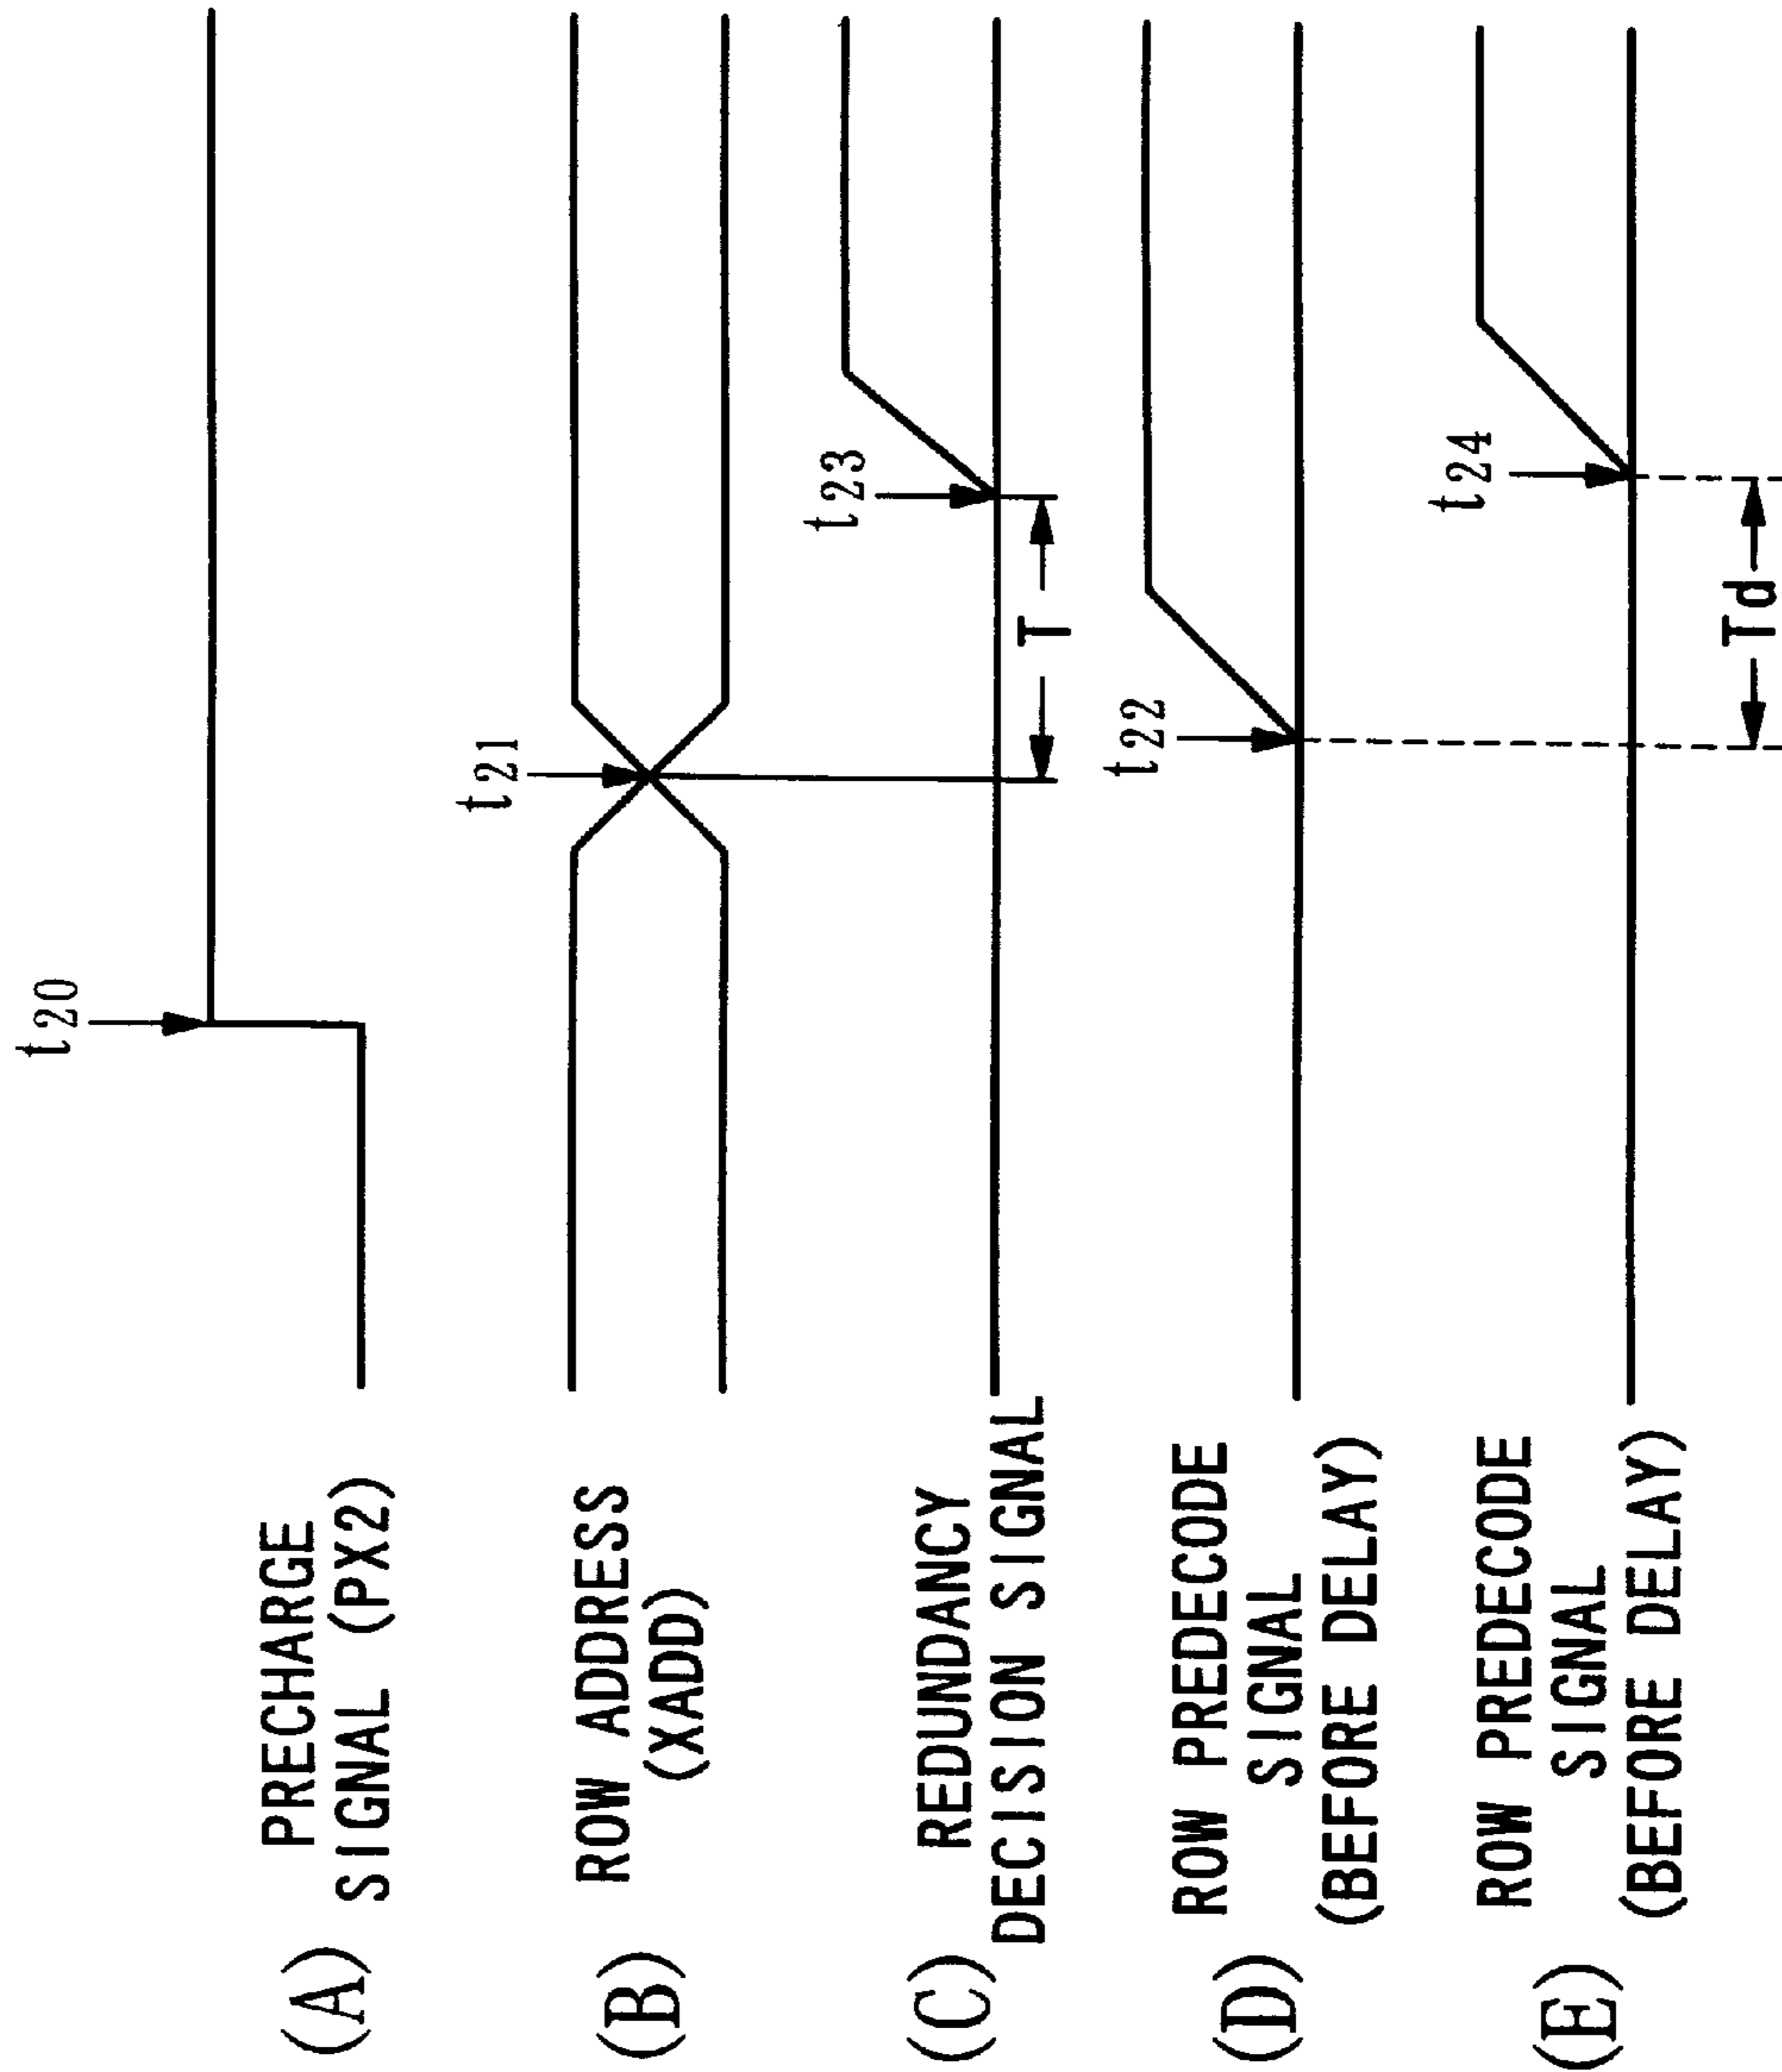 t20
(A) PRECHARGE
SIGNAL (PX2)
t21
(B) ROW ADDRESS
(XADD)
t23
(C) REDUNDANCY
DECISION SIGNAL
T
t22
(D) ROW PREDECODE
SIGNAL
(BEFORE DELAY)
t24
(E) ROW PREDECODE
SIGNAL
(BEFORE DELAY)
Td